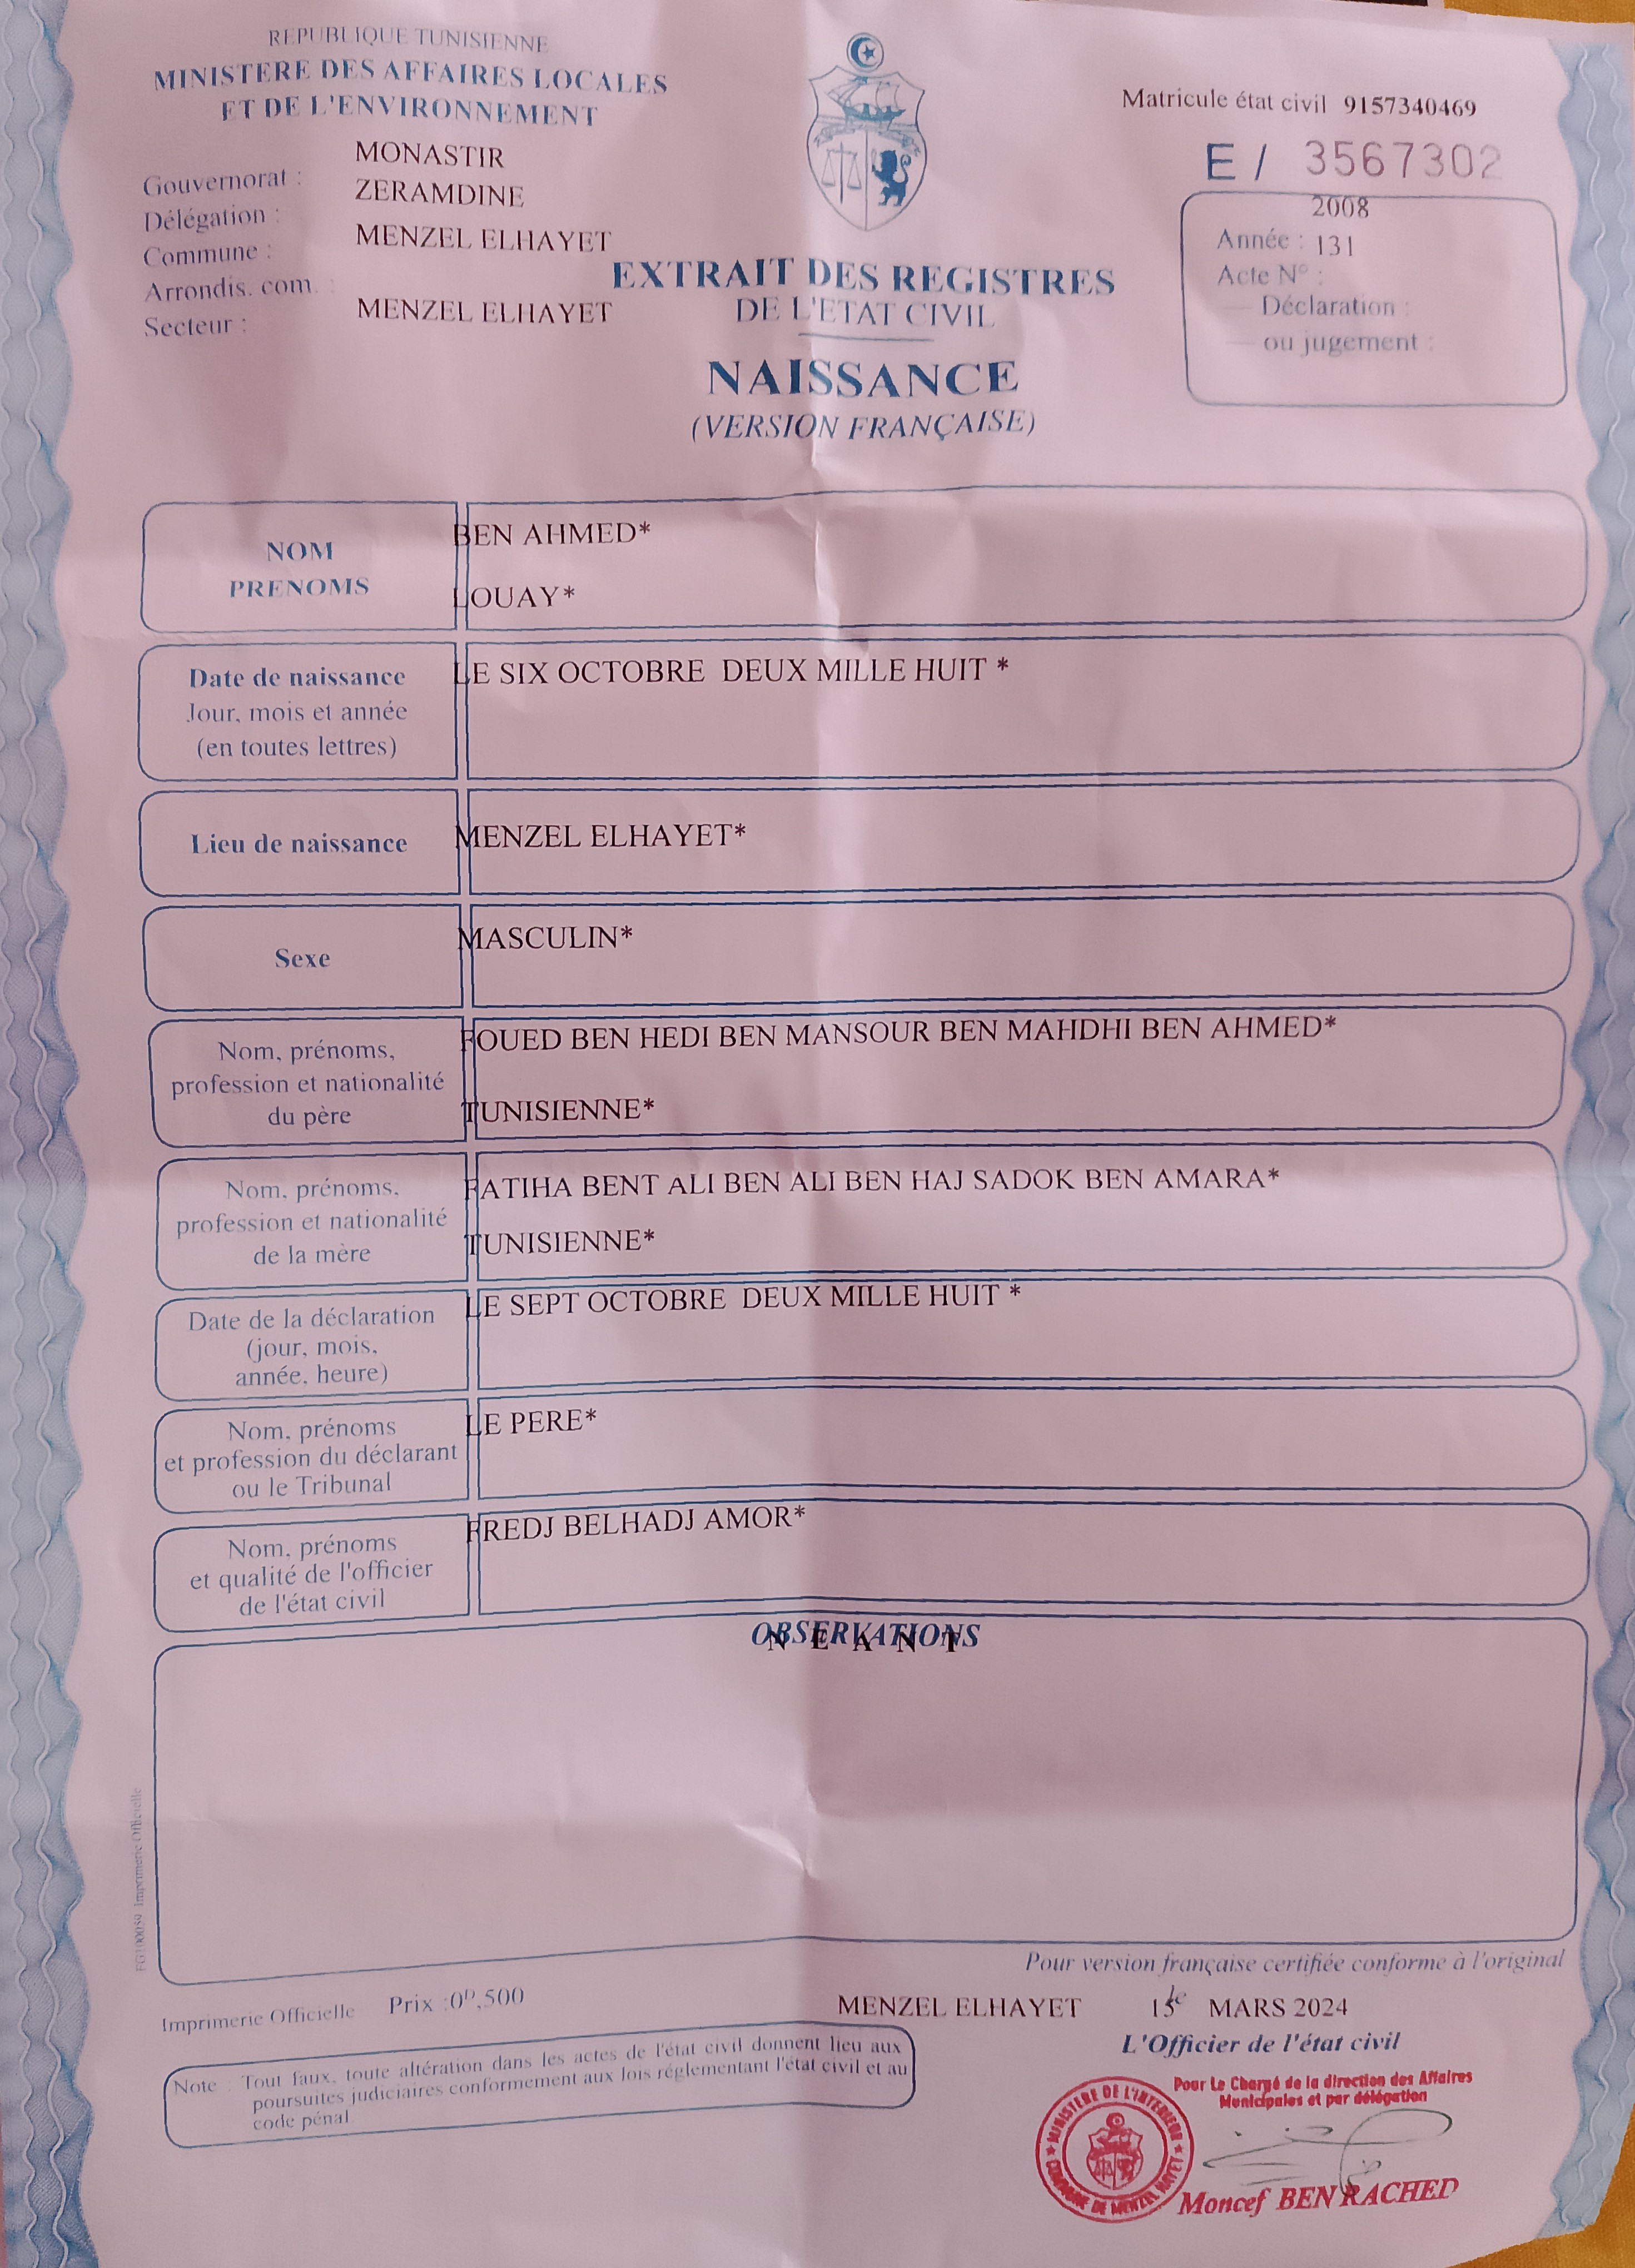 REPUBLIQUE TUNISIENNE
MINISTERE DES AFFAIRES LOCALES
ET DE L'ENVIRONNEMENT
Gouvernorat : MONASTIR
Délégation : ZERAMDINE
Commune : MENZEL ELHAYET
Arrondis. com. :
Secteur : MENZEL ELHAYET
Matricule état civil 9157340469
E / 3567302
2008
Année : 131
Acte N° :
— Déclaration :
— ou jugement :
EXTRAIT DES REGISTRES
DE L'ETAT CIVIL
NAISSANCE
(VERSION FRANÇAISE)
NOM
PRENOMS
BEN AHMED*
LOUAY*
Date de naissance
Jour, mois et année
(en toutes lettres)
LE SIX OCTOBRE DEUX MILLE HUIT *
Lieu de naissance
MENZEL ELHAYET*
Sexe
MASCULIN*
Nom, prénoms,
profession et nationalité
du père
FOUED BEN HEDI BEN MANSOUR BEN MAHDHI BEN AHMED*
TUNISIENNE*
Nom, prénoms,
profession et nationalité
de la mère
FATIHA BENT ALI BEN ALI BEN HAJ SADOK BEN AMARA*
TUNISIENNE*
Date de la déclaration
(jour, mois,
année, heure)
LE SEPT OCTOBRE DEUX MILLE HUIT *
Nom, prénoms
et profession du déclarant
ou le Tribunal
LE PERE*
Nom, prénoms
et qualité de l'officier
de l'état civil
FREDJ BELHADJ AMOR*
OBSERVATIONS
N E A N T
Pour version française certifiée conforme à l'original
MENZEL ELHAYET le 15 MARS 2024
L'Officier de l'état civil
Pour Le Chargé de la direction des Affaires
Municipales et par délégation
MINISTERE DE L'INTERIEUR
COMMUNE DE MENZEL HAYET
Moncef BEN RACHED
Imprimerie Officielle Prix : 0ᴰ,500
Note : Tout faux, toute altération dans les actes de l'état civil donnent lieu aux
poursuites judiciaires conformement aux lois réglementant l'état civil et au
code pénal.
Imprimerie Officielle